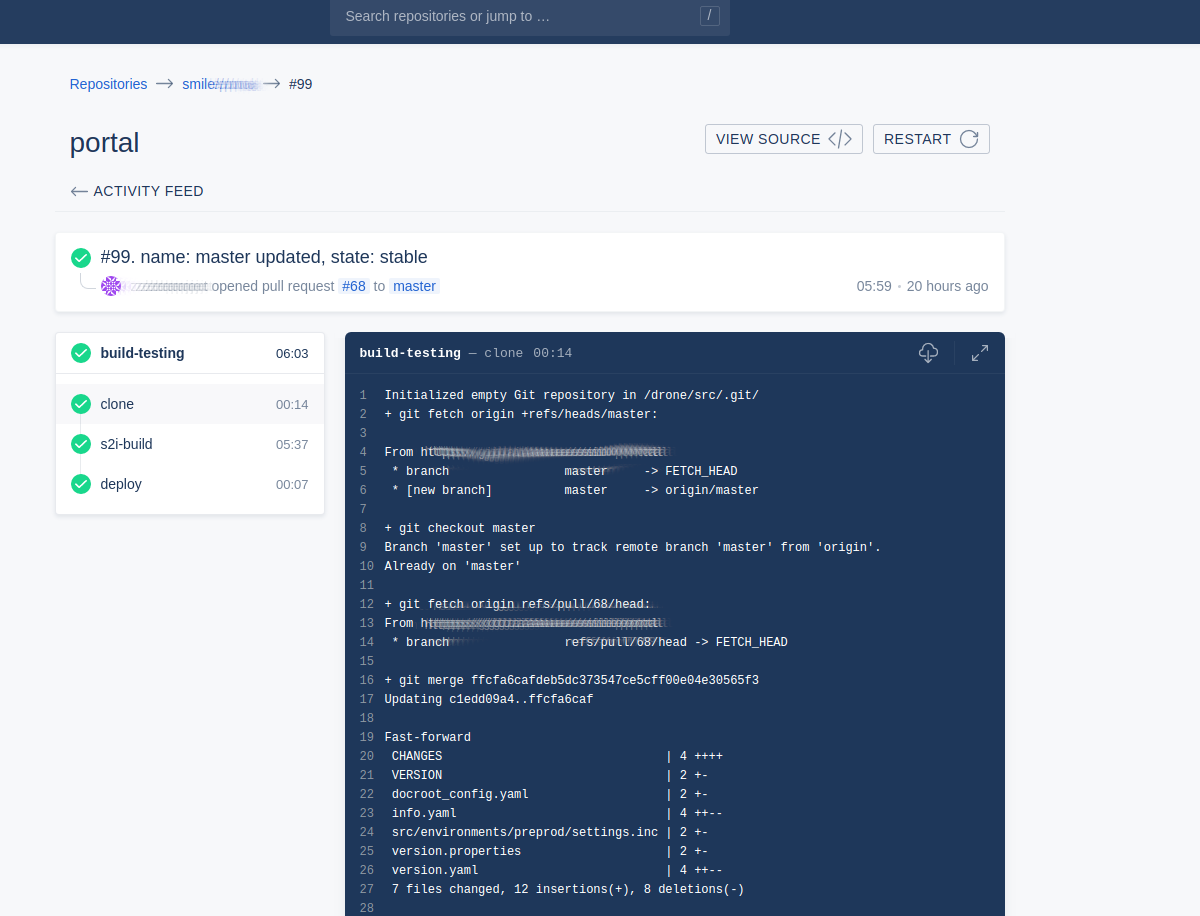 Search repositories or jump to …
/
Repositories → smile → #99
portal
VIEW SOURCE </>
RESTART
← ACTIVITY FEED
#99. name: master updated, state: stable
opened pull request #68 to master
05:59 • 20 hours ago
build-testing 06:03
clone 00:14
s2i-build 05:37
deploy 00:07
build-testing — clone 00:14
1 Initialized empty Git repository in /drone/src/.git/
2 + git fetch origin +refs/heads/master:
3
4 From
5  * branch                master     -> FETCH_HEAD
6  * [new branch]          master     -> origin/master
7
8 + git checkout master
9 Branch 'master' set up to track remote branch 'master' from 'origin'.
10 Already on 'master'
11
12 + git fetch origin refs/pull/68/head:
13 From
14  * branch                refs/pull/68/head -> FETCH_HEAD
15
16 + git merge ffcfa6cafdeb5dc373547ce5cff00e04e30565f3
17 Updating c1edd09a4..ffcfa6caf
18
19 Fast-forward
20  CHANGES                               | 4 ++++
21  VERSION                               | 2 +-
22  docroot_config.yaml                   | 2 +-
23  info.yaml                             | 4 ++--
24  src/environments/preprod/settings.inc | 2 +-
25  version.properties                    | 2 +-
26  version.yaml                          | 4 ++--
27  7 files changed, 12 insertions(+), 8 deletions(-)
28